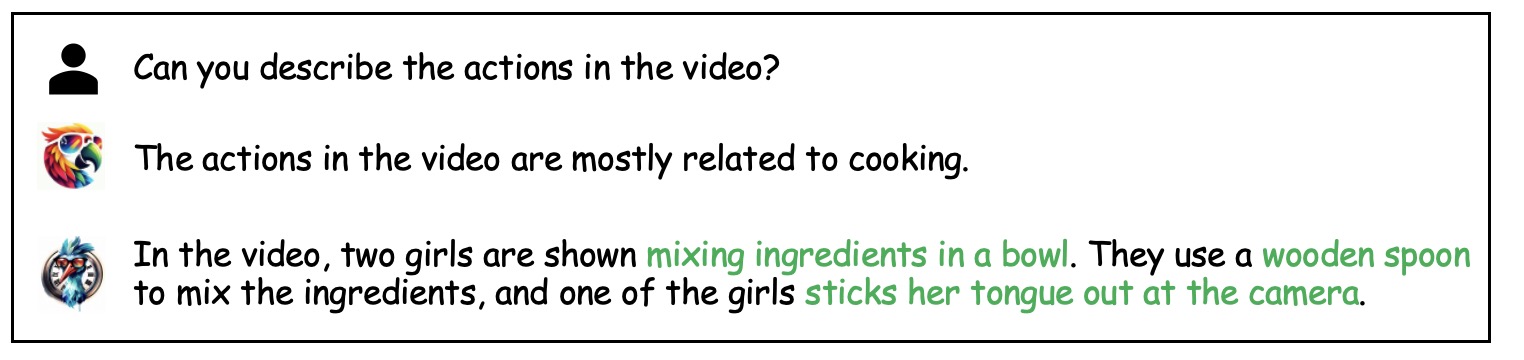 Can you describe the actions in the video?
The actions in the video are mostly related to cooking.
In the video, two girls are shown mixing ingredients in a bowl. They use a wooden spoon
to mix the ingredients, and one of the girls sticks her tongue out at the camera.